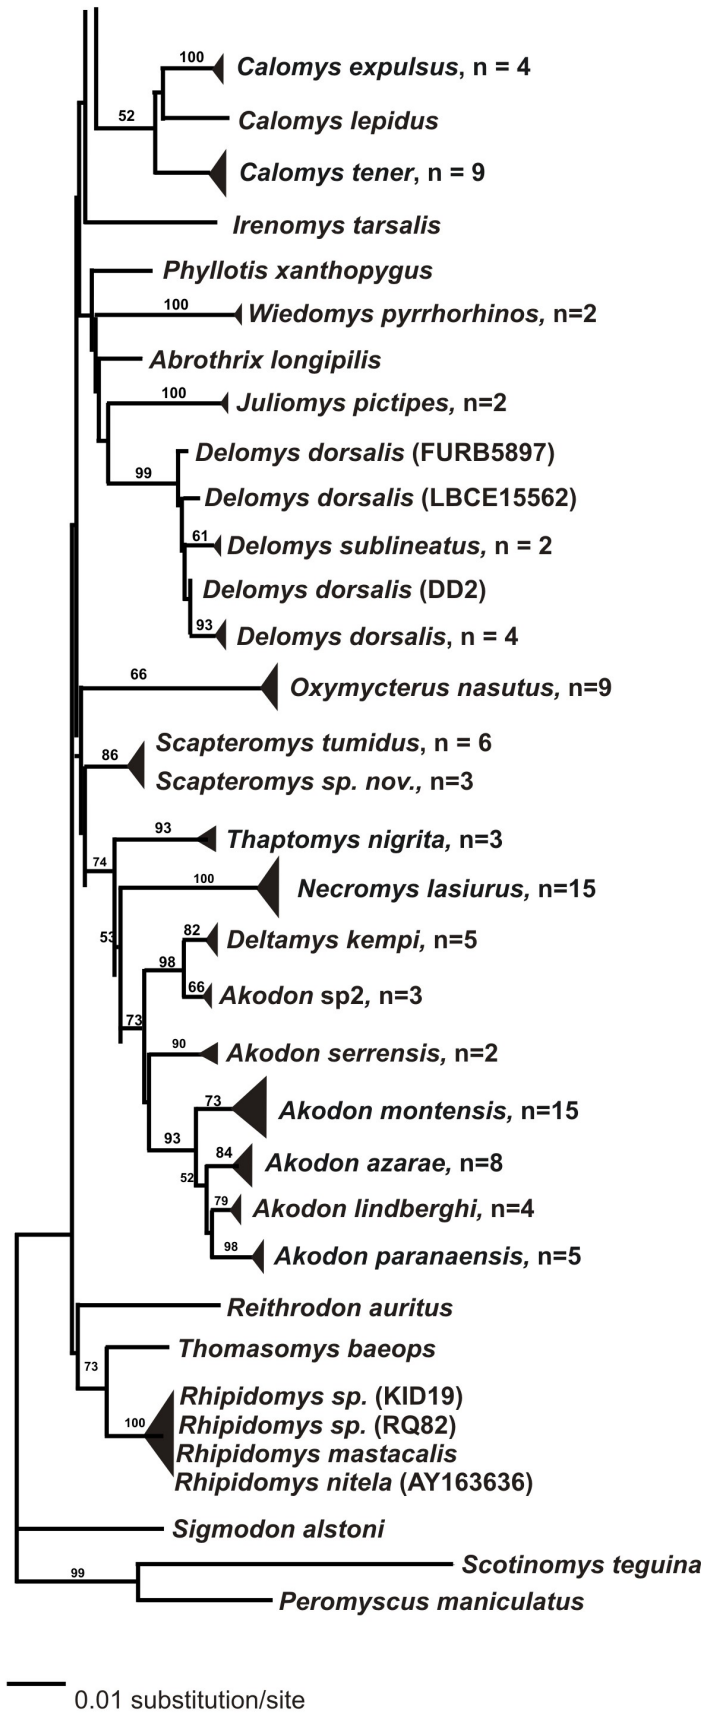 100
Calomys expulsus, n = 4
52
Calomys lepidus
Calomys tener, n = 9
Irenomys tarsalis
Phyllotis xanthopygus
100
Wiedomys pyrrhorhinos, n=2
Abrothrix longipilis
100
Juliomys pictipes, n=2
Delomys dorsalis (FURB5897)
99
Delomys dorsalis (LBCE15562)
61
Delomys sublineatus, n = 2
Delomys dorsalis (DD2)
93
Delomys dorsalis, n = 4
66
Oxymycterus nasutus, n=9
Scapteromys tumidus, n = 6
86
Scapteromys sp. nov., n=3
93
Thaptomys nigrita, n=3
74
100
Necromys lasiurus, n=15
53
82
Deltamys kempi, n=5
98
66
Akodon sp2, n=3
73
90
Akodon serrensis, n=2
73
Akodon montensis, n=15
93
84
Akodon azarae, n=8
52
79
Akodon lindberghi, n=4
98
Akodon paranaensis, n=5
Reithrodon auritus
Thomasomys baeops
73
Rhipidomys sp. (KID19)
100
Rhipidomys sp. (RQ82)
Rhipidomys mastacalis
Rhipidomys nitela (AY163636)
Sigmodon alstoni
Scotinomys teguina
99
Peromyscus maniculatus
0.01 substitution/site